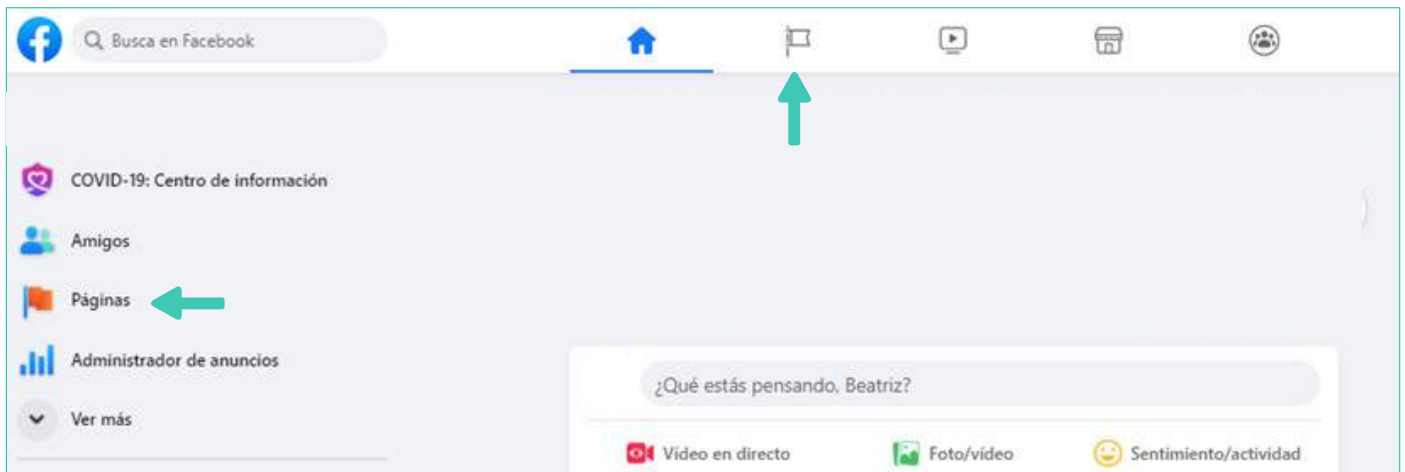 Busca en Facebook
COVID-19: Centro de información
Amigos
Páginas
Administrador de anuncios
Ver más
¿Qué estás pensando, Beatriz?
Vídeo en directo
Foto/vídeo
Sentimiento/actividad